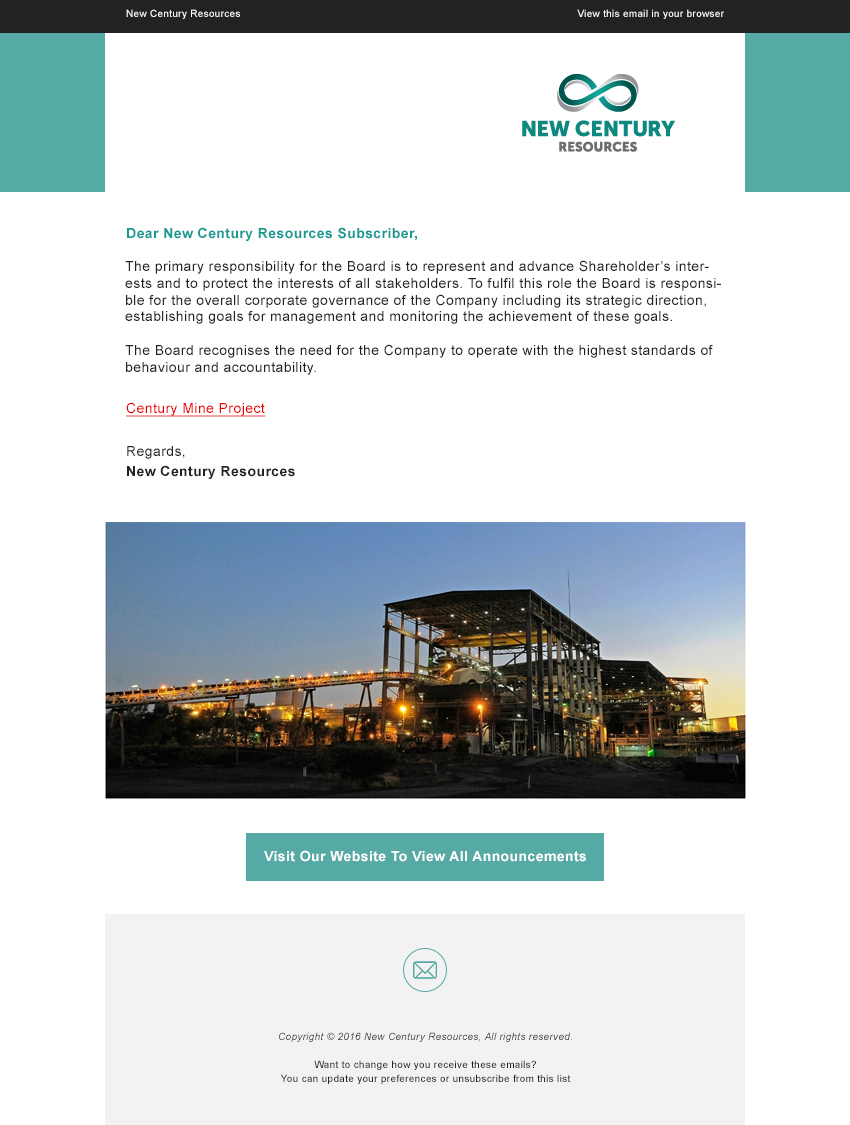 New Century Resources
View this email in your browser
NEW CENTURY
RESOURCES
Dear New Century Resources Subscriber,
The primary responsibility for the Board is to represent and advance Shareholder’s inter-
ests and to protect the interests of all stakeholders. To fulfil this role the Board is responsi-
ble for the overall corporate governance of the Company including its strategic direction,
establishing goals for management and monitoring the achievement of these goals.
The Board recognises the need for the Company to operate with the highest standards of
behaviour and accountability.
Century Mine Project
Regards,
New Century Resources
Visit Our Website To View All Announcements
Copyright © 2016 New Century Resources, All rights reserved.
Want to change how you receive these emails?
You can update your preferences or unsubscribe from this list